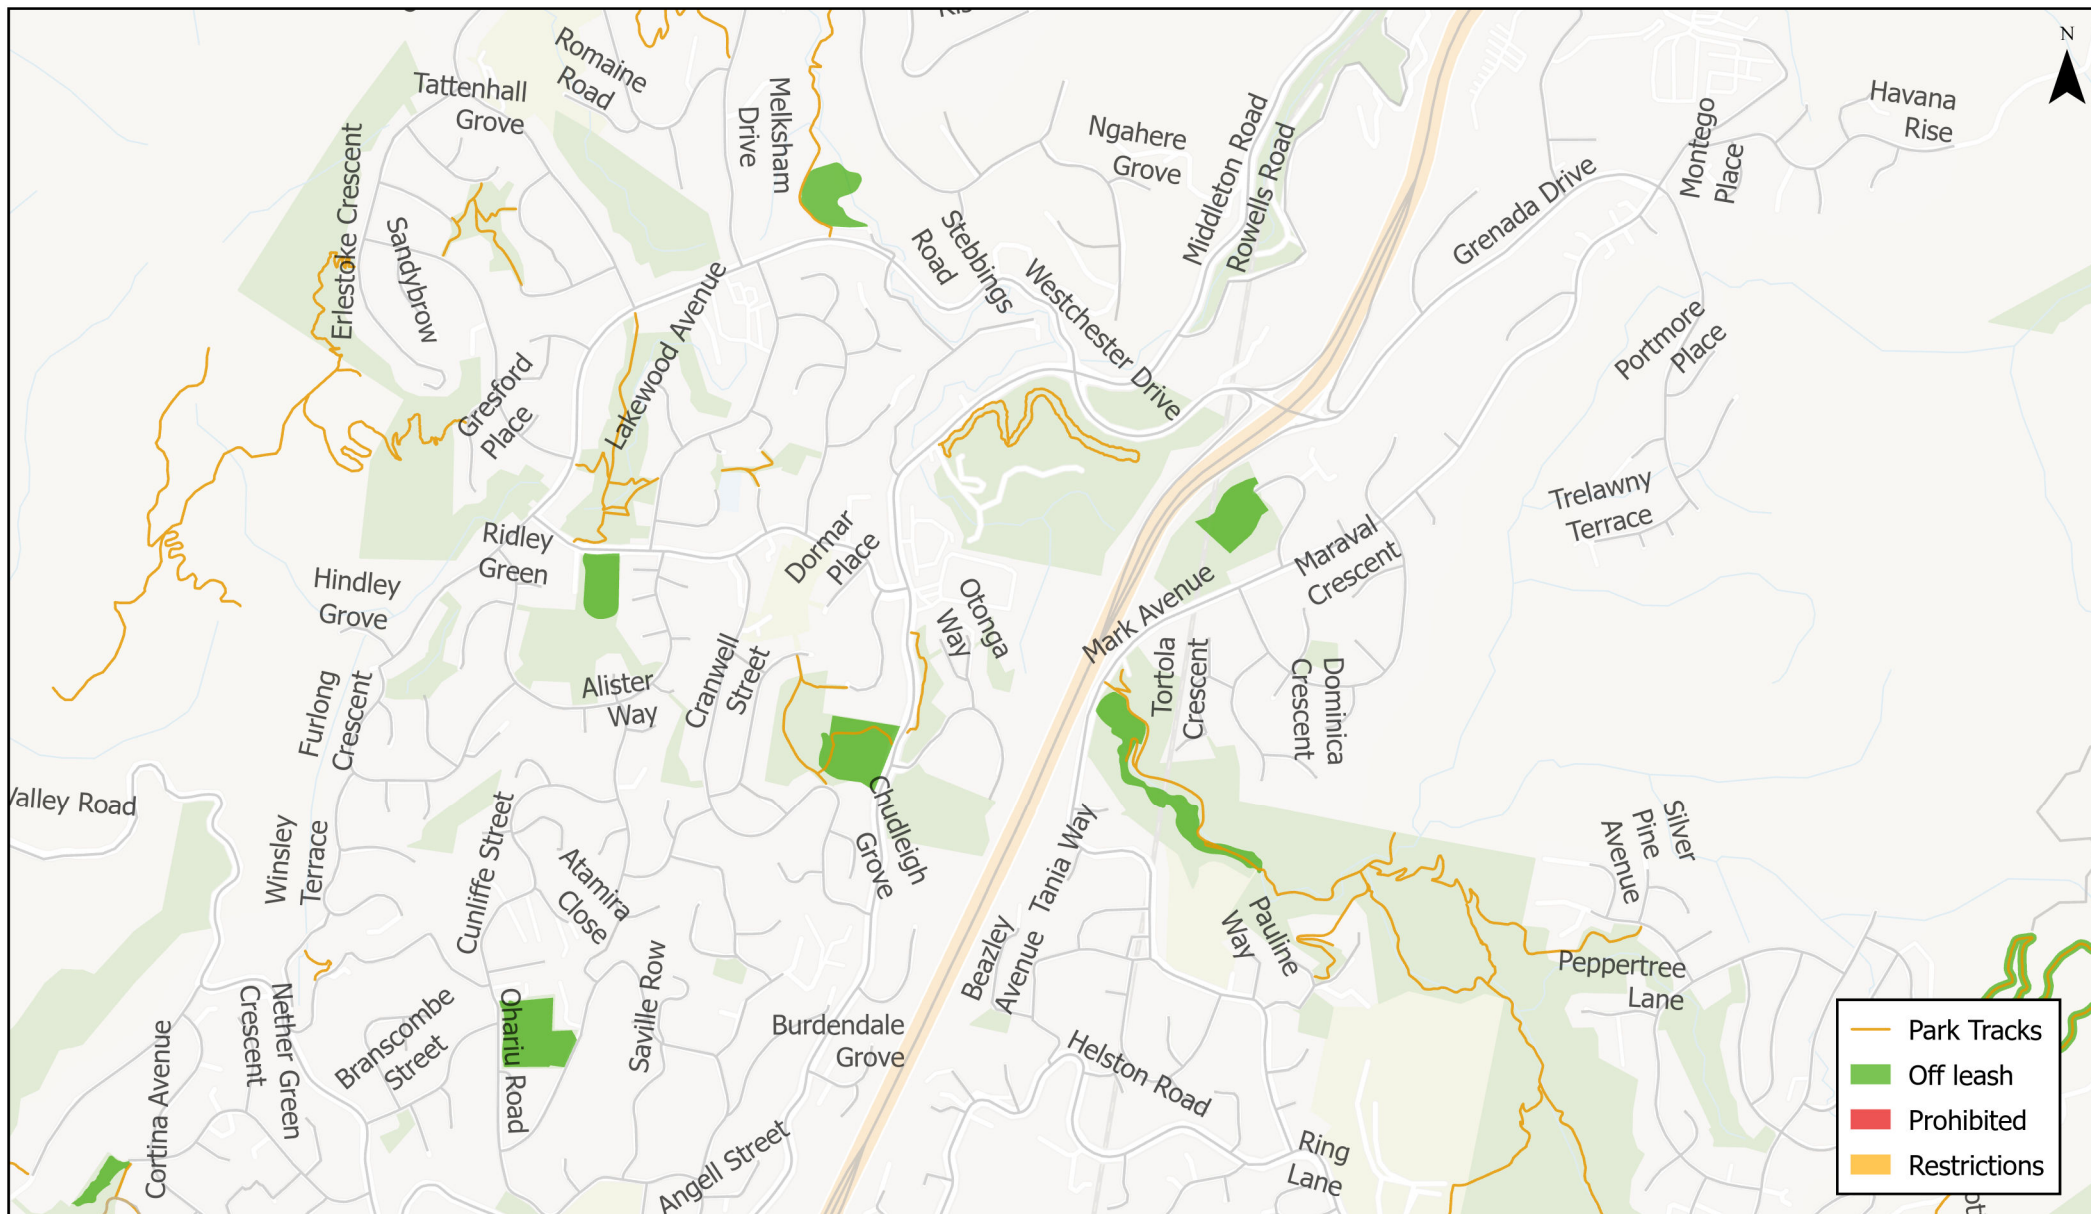 Romaine
Road
Tattenhall
Grove
Melksham
Drive
Ngahere
Grove
Middleton Road
Rowells Road
Montego
Place
Havana
Rise
N
Erlestoke Crescent
Sandybrow
Stebbings
Road
Westchester Drive
Grenada Drive
Lakewood Avenue
Portmore
Place
Gresford
Place
Trelawny
Terrace
Ridley
Green
Dormar
Place
Maraval
Crescent
Hindley
Grove
Otonga
Way
Mark Avenue
Furlong
Crescent
Alister
Way
Cranwell
Street
Tortola
Crescent
Dominica
Crescent
Valley Road
Winsley
Terrace
Cunliffe Street
Atamira
Close
Chudleigh
Grove
Tania Way
Silver
Pine
Avenue
Beazley
Avenue
Pauline
Way
Peppertree
Lane
Saville Row
Nether Green
Crescent
Branscombe
Street
Ohariu Road
Burdendale
Grove
Helston Road
Cortina Avenue
Angell Street
Ring
Lane
Park Tracks
Off leash
Prohibited
Restrictions